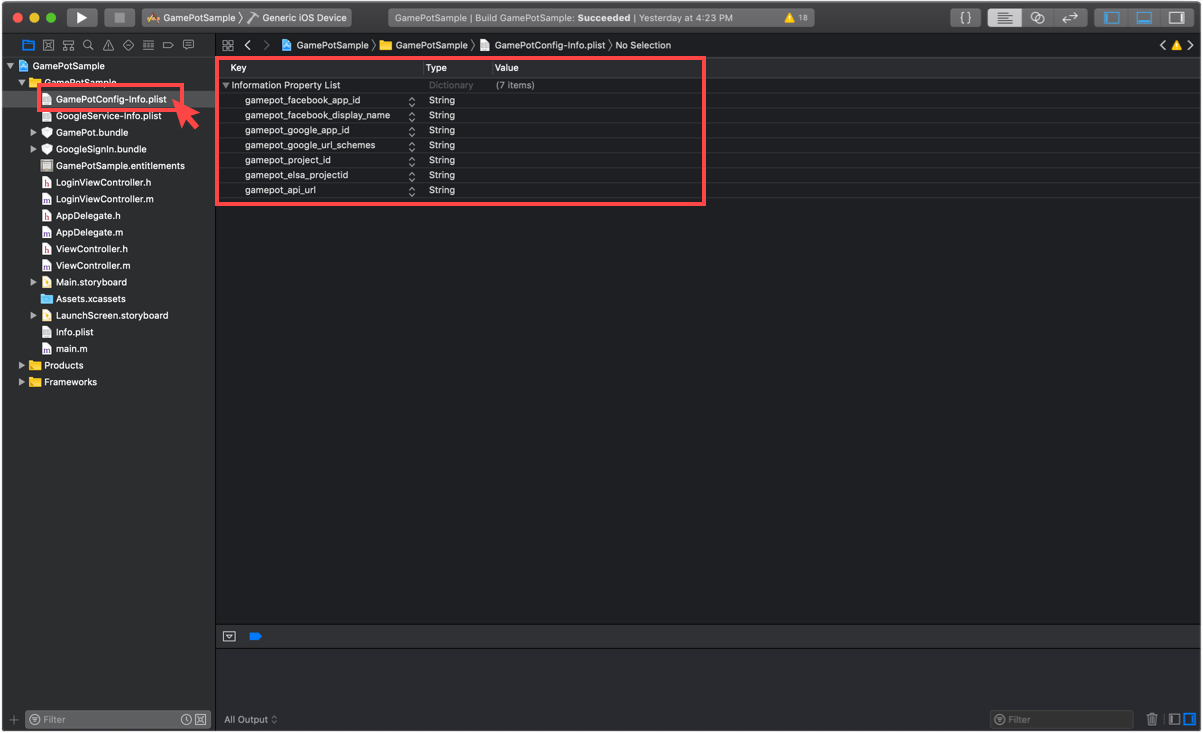 GamePotSample 〉 Generic iOS Device
GamePotSample | Build GamePotSample: Succeeded | Yesterday at 4:23 PM
18
{ }
GamePotSample 〉 GamePotSample 〉 GamePotConfig-Info.plist 〉 No Selection
GamePotSample
GamePotSample
GamePotConfig-Info.plist
GoogleService-Info.plist
GamePot.bundle
GoogleSignIn.bundle
GamePotSample.entitlements
h LoginViewController.h
m LoginViewController.m
h AppDelegate.h
m AppDelegate.m
h ViewController.h
m ViewController.m
Main.storyboard
Assets.xcassets
LaunchScreen.storyboard
Info.plist
m main.m
Products
Frameworks
Key Type Value
Information Property List Dictionary (7 items)
gamepot_facebook_app_id String
gamepot_facebook_display_name String
gamepot_google_app_id String
gamepot_google_url_schemes String
gamepot_project_id String
gamepot_elsa_projectid String
gamepot_api_url String
Filter
All Output
Filter